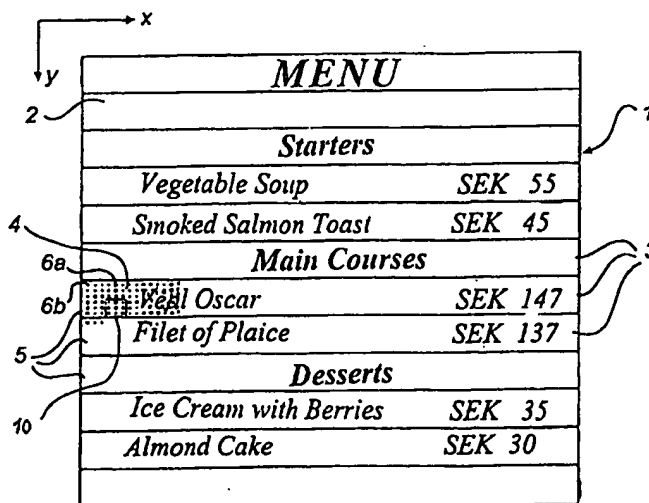 x
y
MENU
2
1
Starters
Vegetable Soup SEK 55
4
Smoked Salmon Toast SEK 45
6a
Main Courses
3
6b
Veal Oscar SEK 147
5
Filet of Plaice SEK 137
10
Desserts
Ice Cream with Berries SEK 35
Almond Cake SEK 30